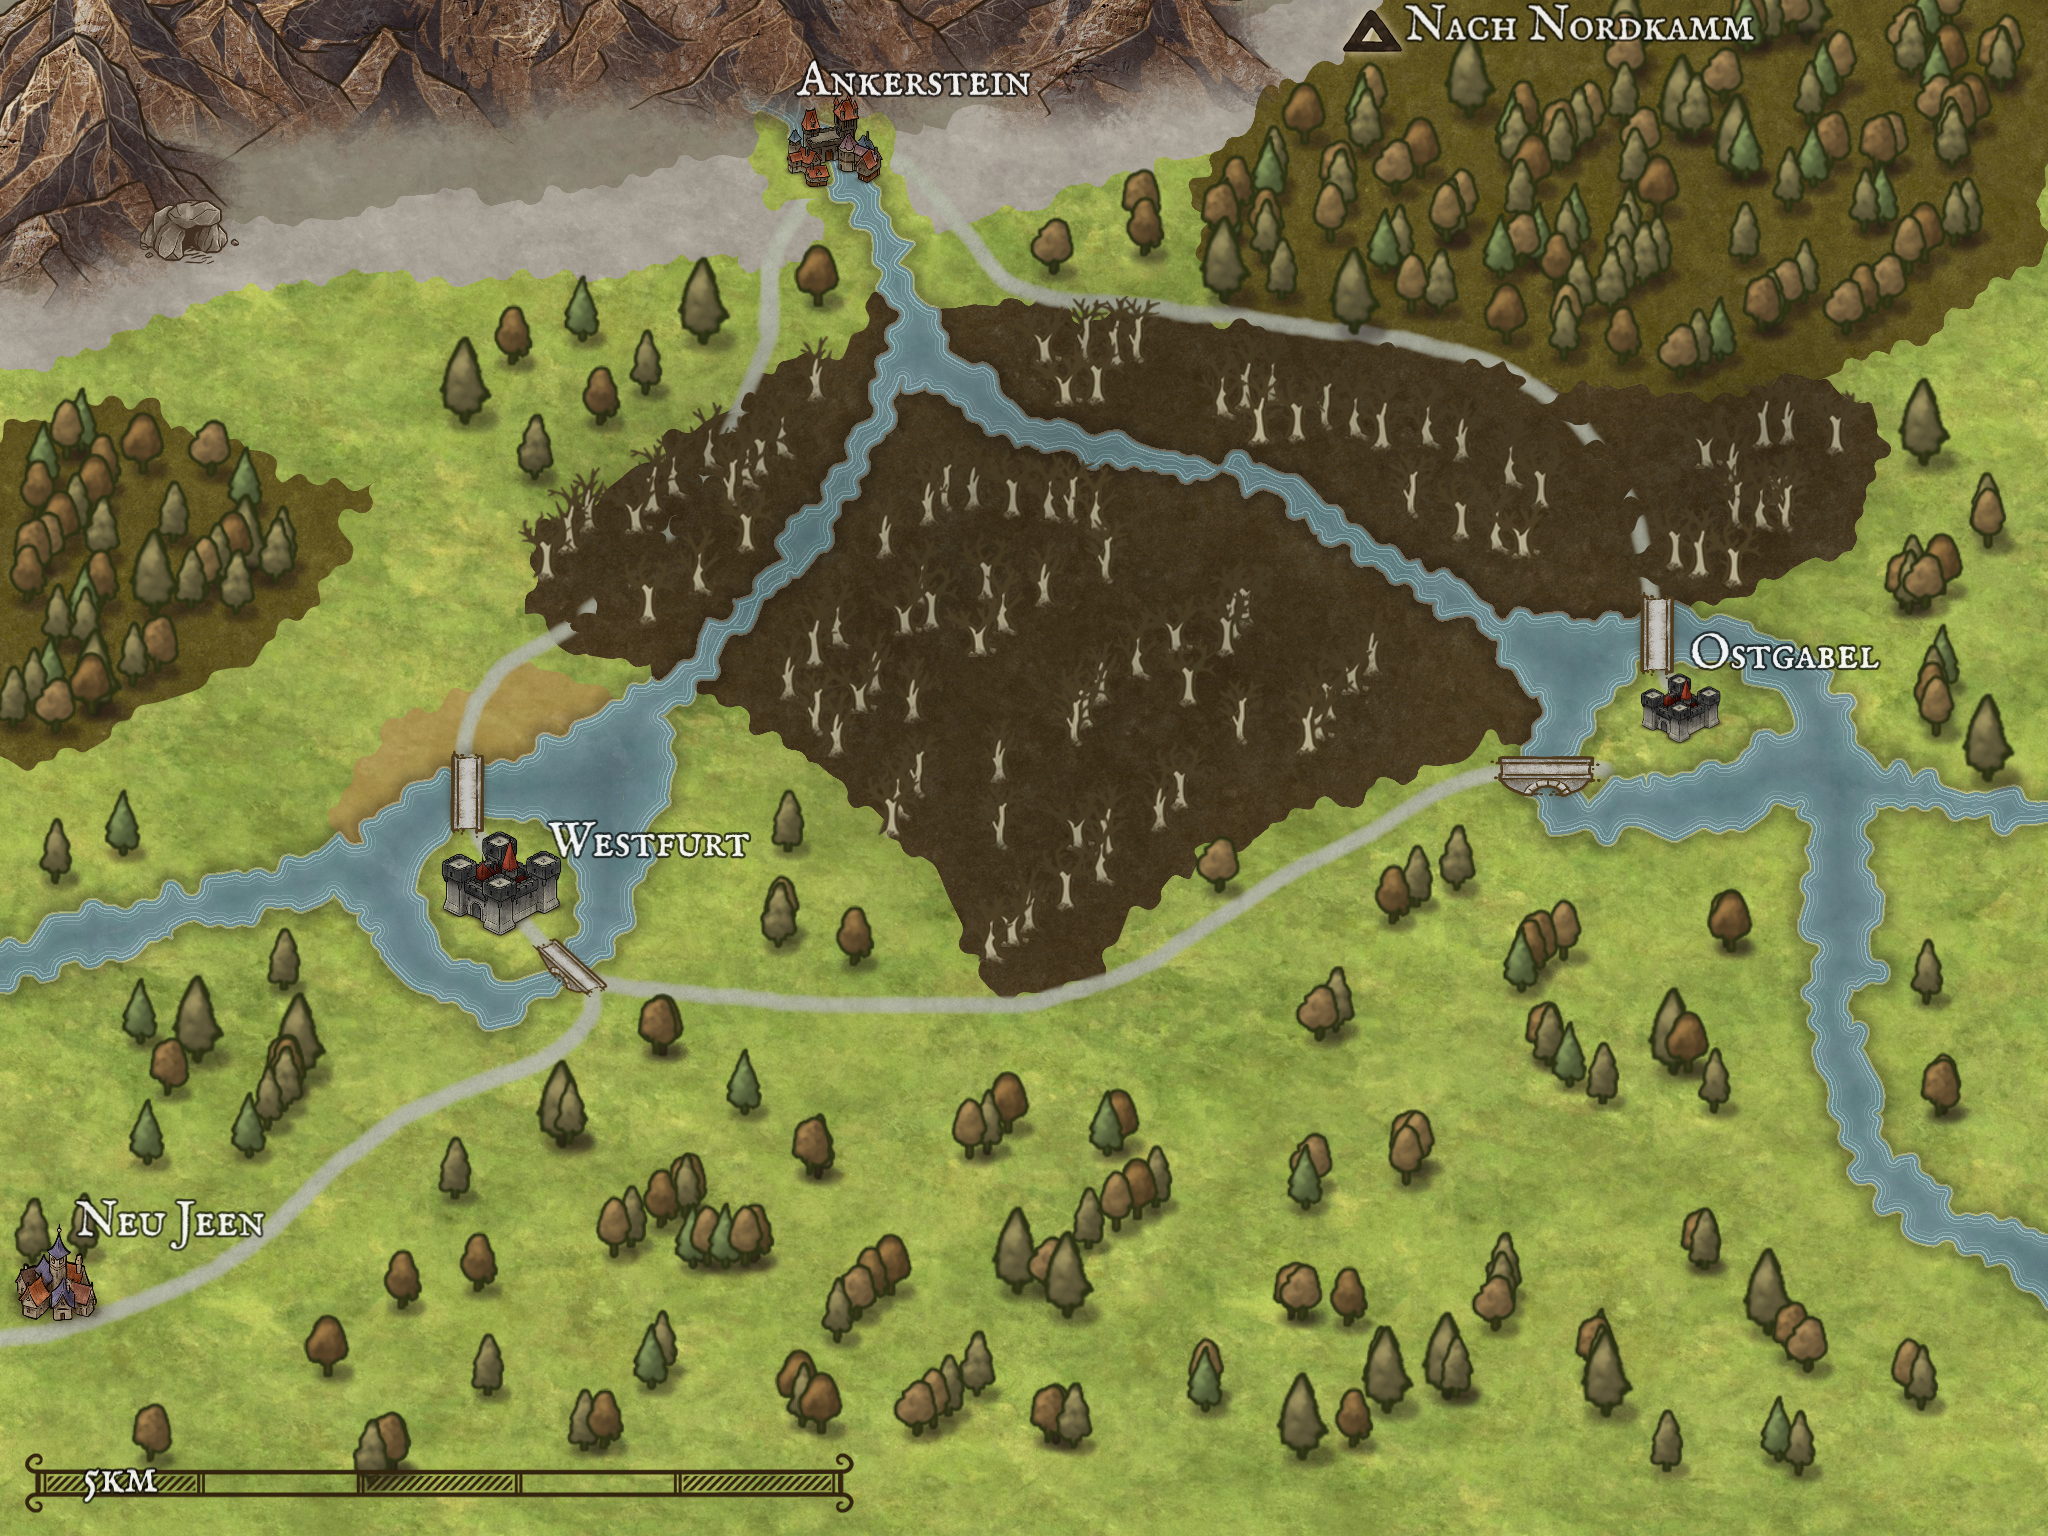 Nach Nordkamm
Ankerstein
Ostgabel
Westfurt
Neu Jeen
5km